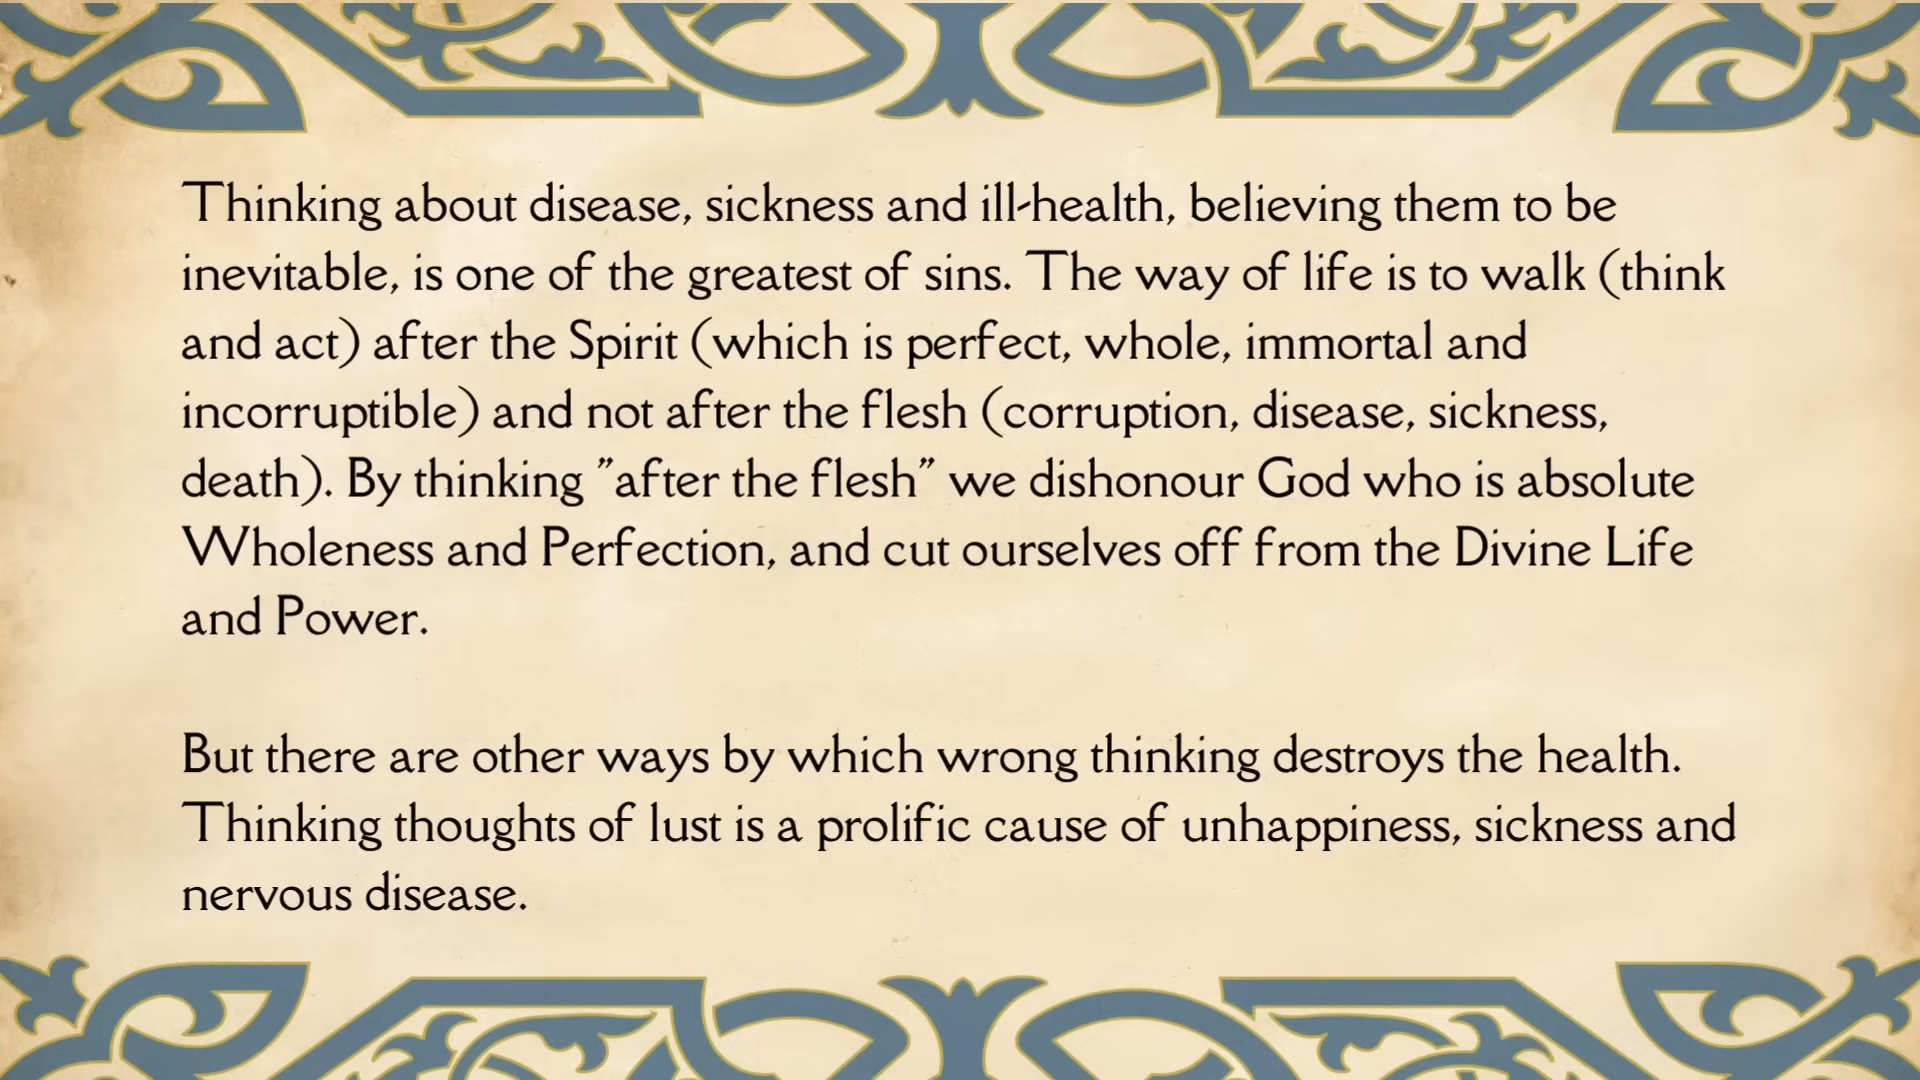 Thinking about disease, sickness and ill-health, believing them to be
inevitable, is one of the greatest of sins. The way of life is to walk (think
and act) after the Spirit (which is perfect, whole, immortal and
incorruptible) and not after the flesh (corruption, disease, sickness,
death). By thinking "after the flesh" we dishonour God who is absolute
Wholeness and Perfection, and cut ourselves off from the Divine Life
and Power.
But there are other ways by which wrong thinking destroys the health.
Thinking thoughts of lust is a prolific cause of unhappiness, sickness and
nervous disease.